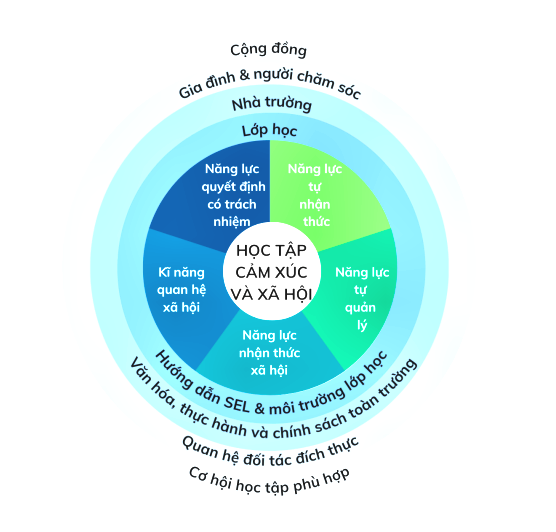 Cộng đồng
Gia đình & người chăm sóc
Nhà trường
Lớp học
Năng lực
quyết định
có trách
nhiệm
Năng lực
tự
nhận
thức
HỌC TẬP
CẢM XÚC
VÀ XÃ HỘI
Kĩ năng
quan hệ
xã hội
Năng lực
tự
quản
lý
Năng lực
nhận thức
xã hội
Hướng dẫn SEL & môi trường lớp học
Văn hóa, thực hành và chính sách toàn trường
Quan hệ đối tác đích thực
Cơ hội học tập phù hợp